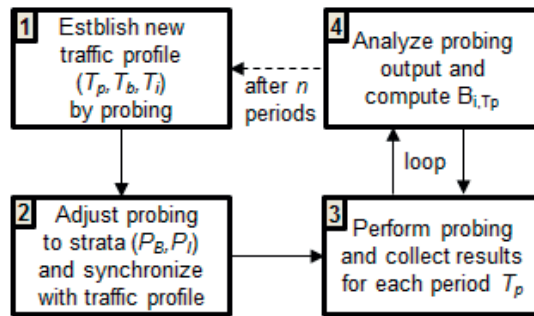 1
Estblish new
traffic profile
(Tp, Tb, Ti)
by probing
after n
periods
4
Analyze probing
output and
compute Bi,Tp
loop
2
Adjust probing
to strata (PB, PI)
and synchronize
with traffic profile
3
Perform probing
and collect results
for each period Tp